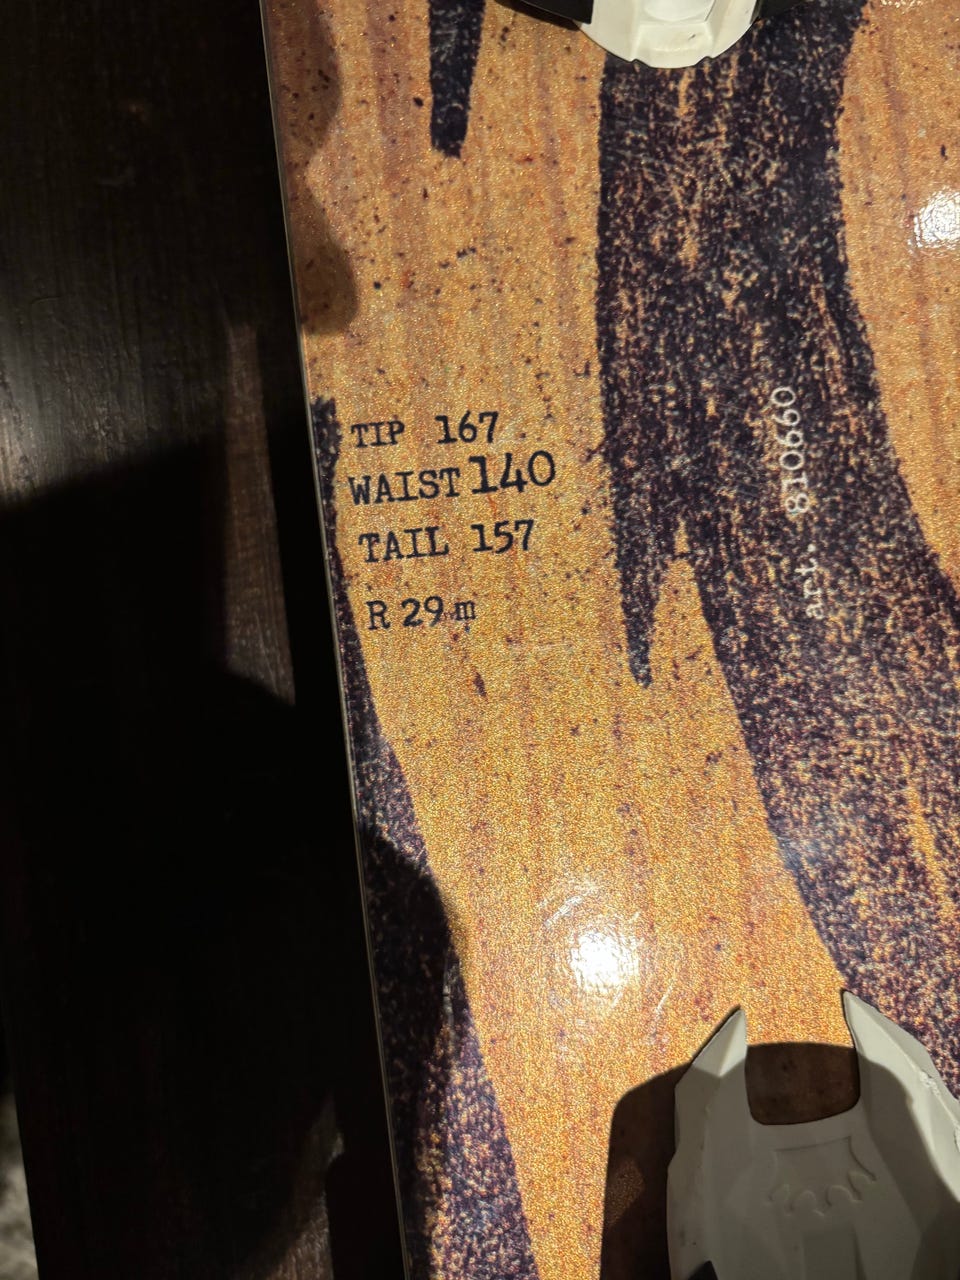 TIP 167
WAIST 140
TAIL 157
R 29 m
art. 810660